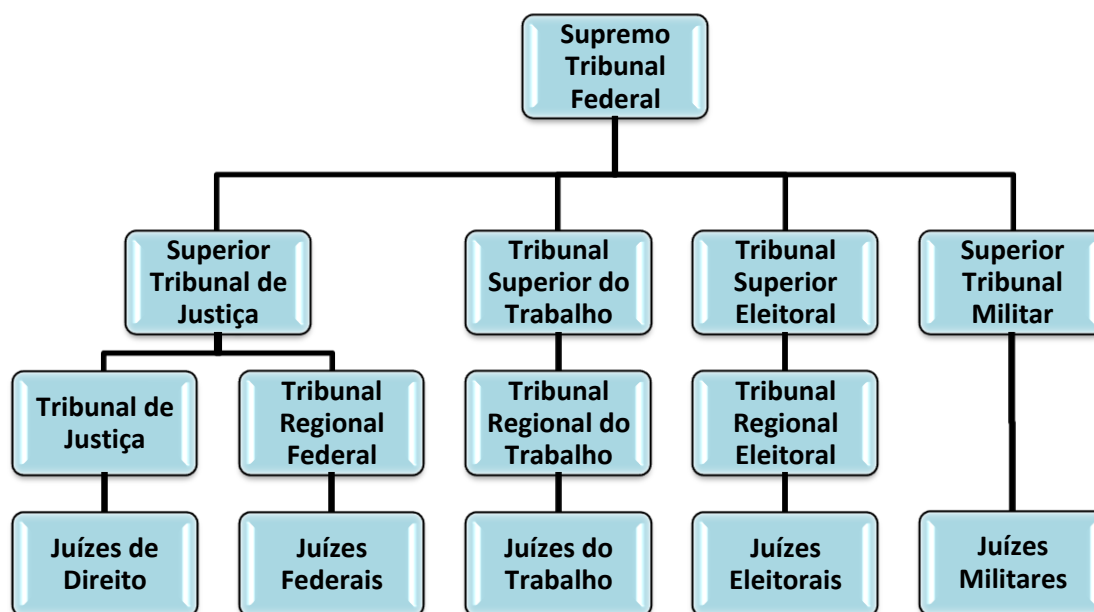 Supremo
Tribunal
Federal
Superior
Tribunal de
Justiça
Tribunal
Superior do
Trabalho
Tribunal
Superior
Eleitoral
Superior
Tribunal
Militar
Tribunal de
Justiça
Tribunal
Regional
Federal
Tribunal
Regional do
Trabalho
Tribunal
Regional
Eleitoral
Juízes de
Direito
Juízes
Federais
Juízes do
Trabalho
Juízes
Eleitorais
Juízes
Militares